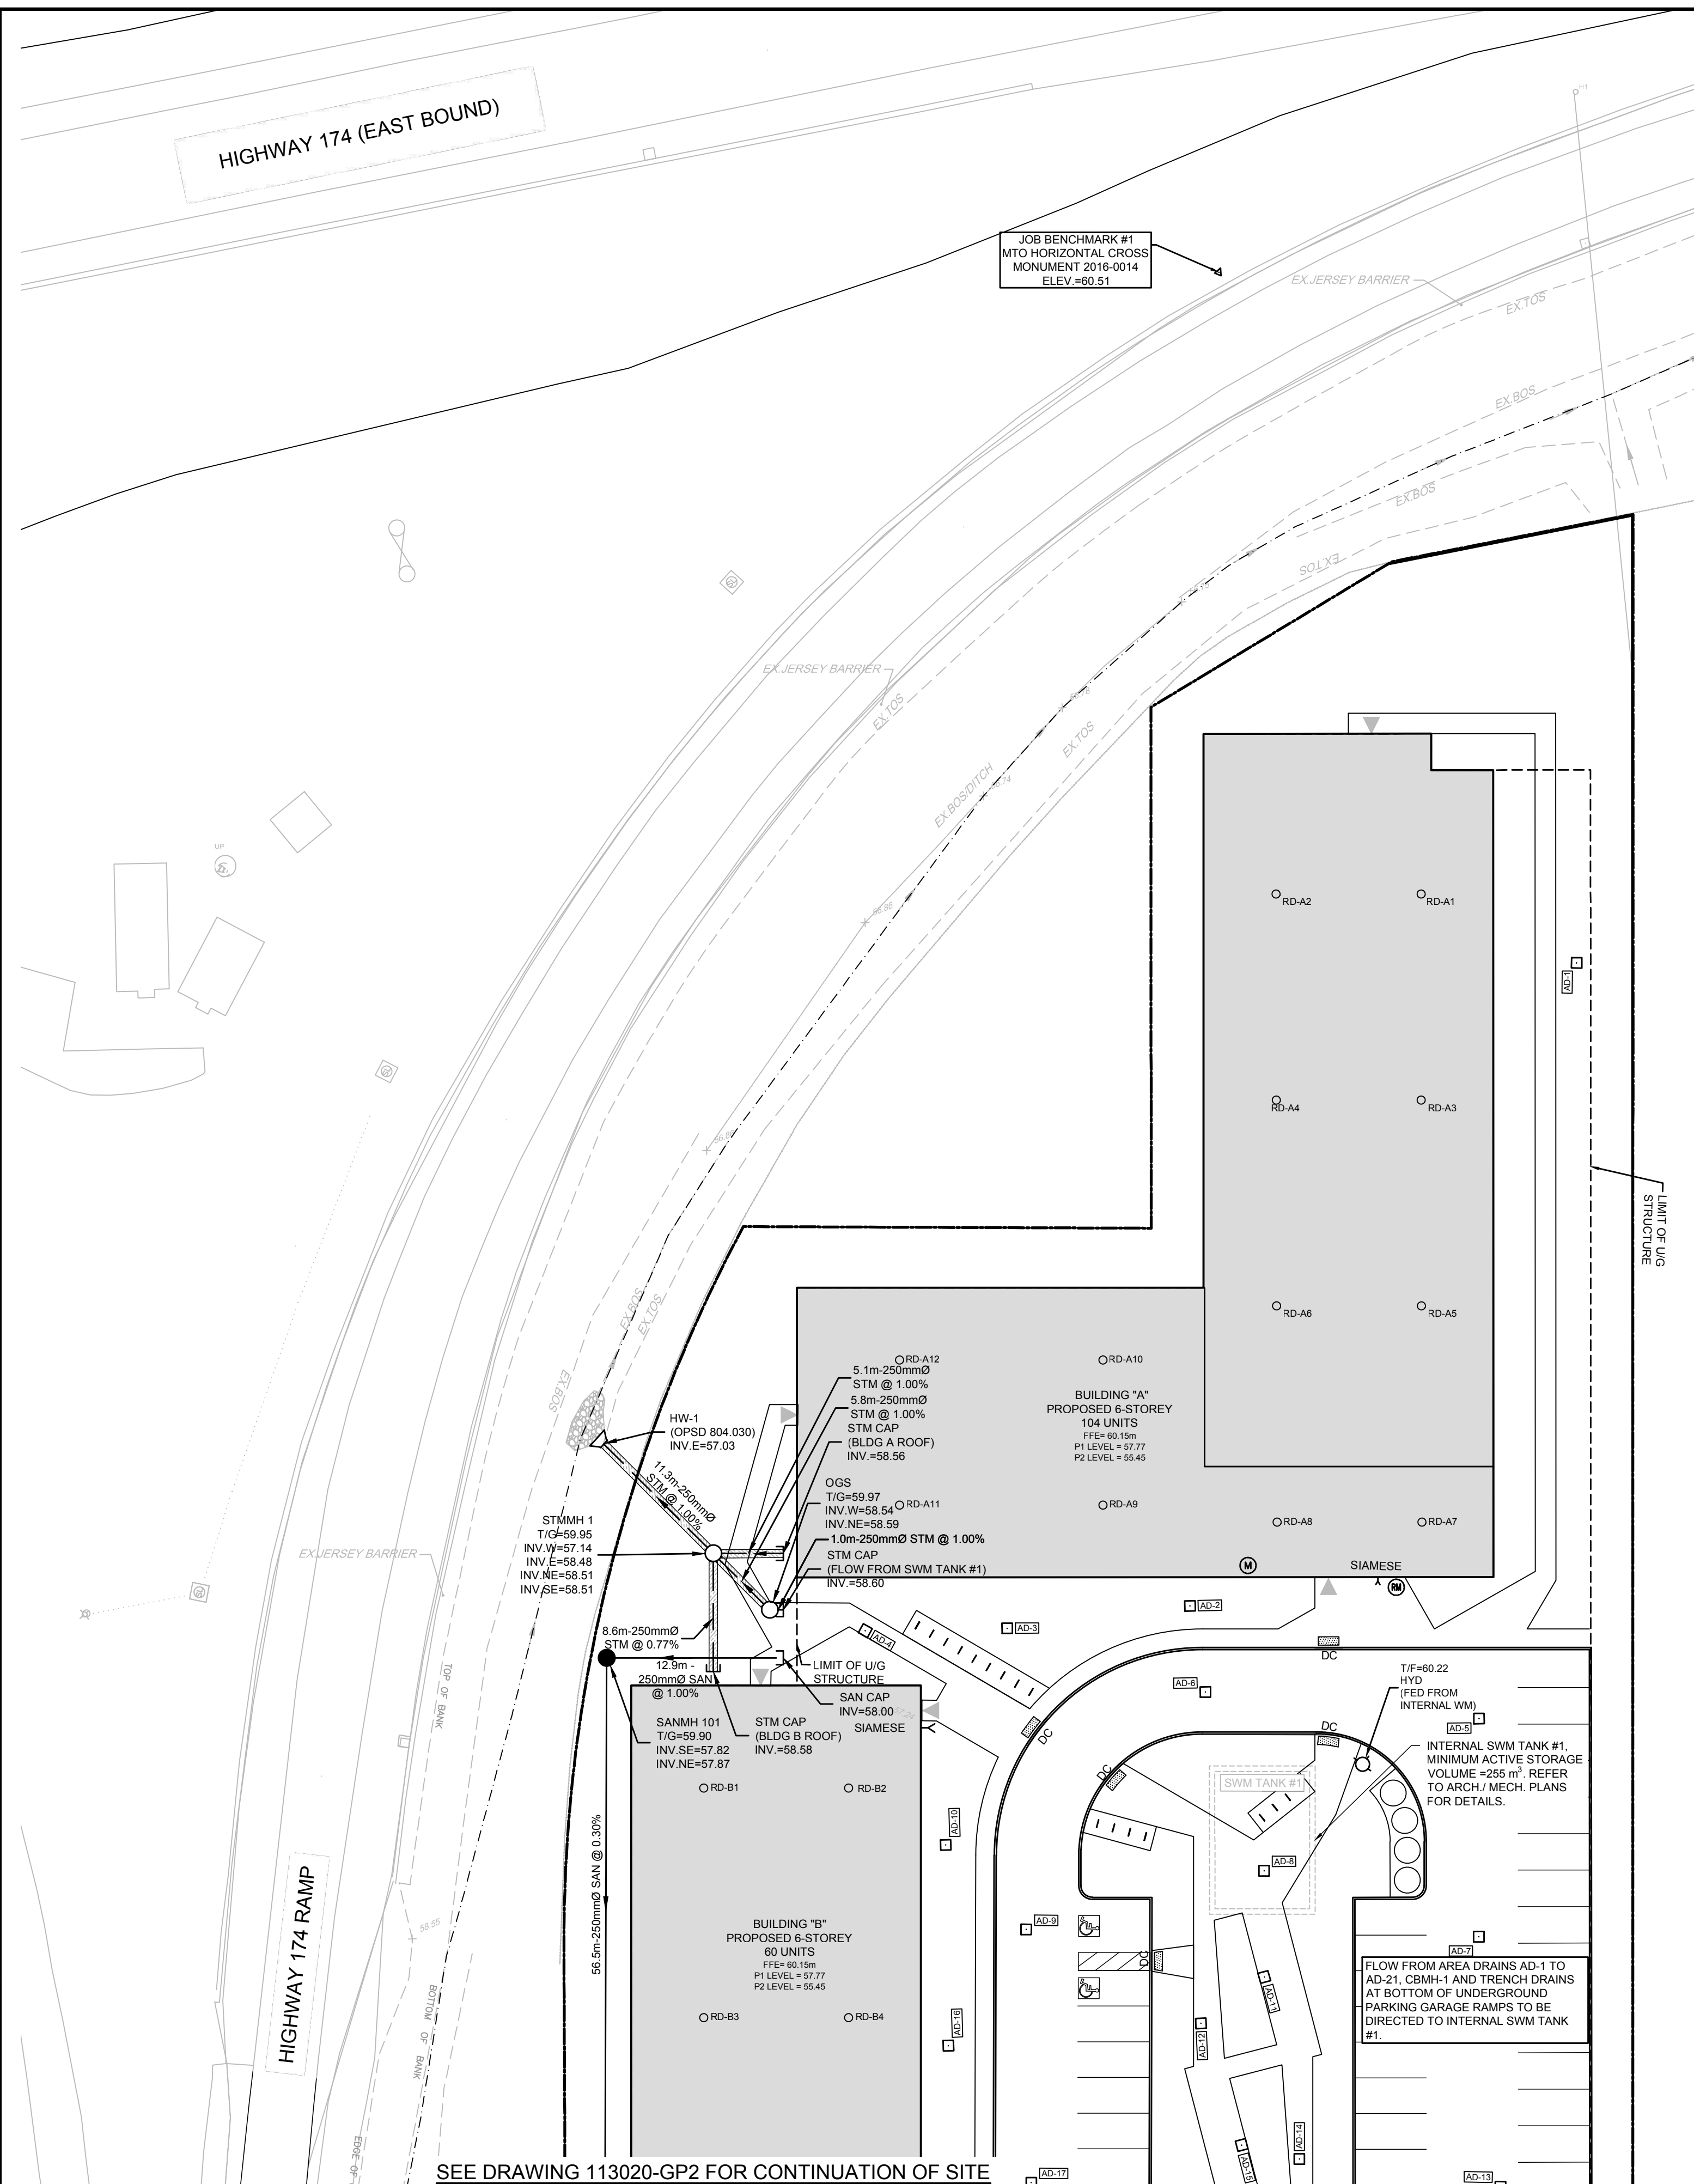 HIGHWAY 174 (EAST BOUND)
JOB BENCHMARK #1
MTO HORIZONTAL CROSS
MONUMENT 2016-0014
ELEV.=60.51
EX.JERSEY BARRIER
EX.TOS
EX.BOS
EX.BOS
EX.TOS
EX.JERSEY BARRIER
EX.TOS
EX.TOS
EX.BOS/DITCH
UP
56.86
56.86
RD-A2
RD-A1
AD-1
RD-A4
RD-A3
LIMIT OF U/G
STRUCTURE
RD-A6
RD-A5
EX.BOS
EX.TOS
EX.BOS
RD-A12
RD-A10
5.1m-250mmØ
STM @ 1.00%
5.8m-250mmØ
STM @ 1.00%
STM CAP
(BLDG A ROOF)
INV.=58.56
BUILDING "A"
PROPOSED 6-STOREY
104 UNITS
FFE= 60.15m
P1 LEVEL = 57.77
P2 LEVEL = 55.45
HW-1
(OPSD 804.030)
INV.E=57.03
11.3m-250mmØ
STM @ 1.00%
OGS
T/G=59.97
INV.W=58.54
INV.NE=58.59
RD-A11
RD-A9
RD-A8
RD-A7
1.0m-250mmØ STM @ 1.00%
STM CAP
(FLOW FROM SWM TANK #1)
INV.=58.60
STMMH 1
T/G=59.95
INV.W=57.14
INV.E=58.48
INV.NE=58.51
INV.SE=58.51
EX.JERSEY BARRIER
M
SIAMESE
RM
AD-2
AD-3
AD-4
8.6m-250mmØ
STM @ 0.77%
12.9m -
250mmØ SAN
@ 1.00%
LIMIT OF U/G
STRUCTURE
SAN CAP
INV=58.00
57.24
SIAMESE
SANMH 101
T/G=59.90
INV.SE=57.82
INV.NE=57.87
STM CAP
(BLDG B ROOF)
INV.=58.58
DC
AD-6
T/F=60.22
HYD
(FED FROM
INTERNAL WM)
AD-5
DC
DC
DC
SWM TANK #1
INTERNAL SWM TANK #1,
MINIMUM ACTIVE STORAGE
VOLUME =255 m³. REFER
TO ARCH./ MECH. PLANS
FOR DETAILS.
TOP OF BANK
RD-B1
RD-B2
AD-10
AD-8
56.5m-250mmØ SAN @ 0.30%
HIGHWAY 174 RAMP
58.55
BUILDING "B"
PROPOSED 6-STOREY
60 UNITS
FFE= 60.15m
P1 LEVEL = 57.77
P2 LEVEL = 55.45
AD-9
DC
AD-7
FLOW FROM AREA DRAINS AD-1 TO
AD-21, CBMH-1 AND TRENCH DRAINS
AT BOTTOM OF UNDERGROUND
PARKING GARAGE RAMPS TO BE
DIRECTED TO INTERNAL SWM TANK
#1.
AD-11
AD-12
BOTTOM OF BANK
RD-B3
RD-B4
AD-16
AD-14
AD-15
EDGE OF
SEE DRAWING 113020-GP2 FOR CONTINUATION OF SITE
AD-17
AD-13